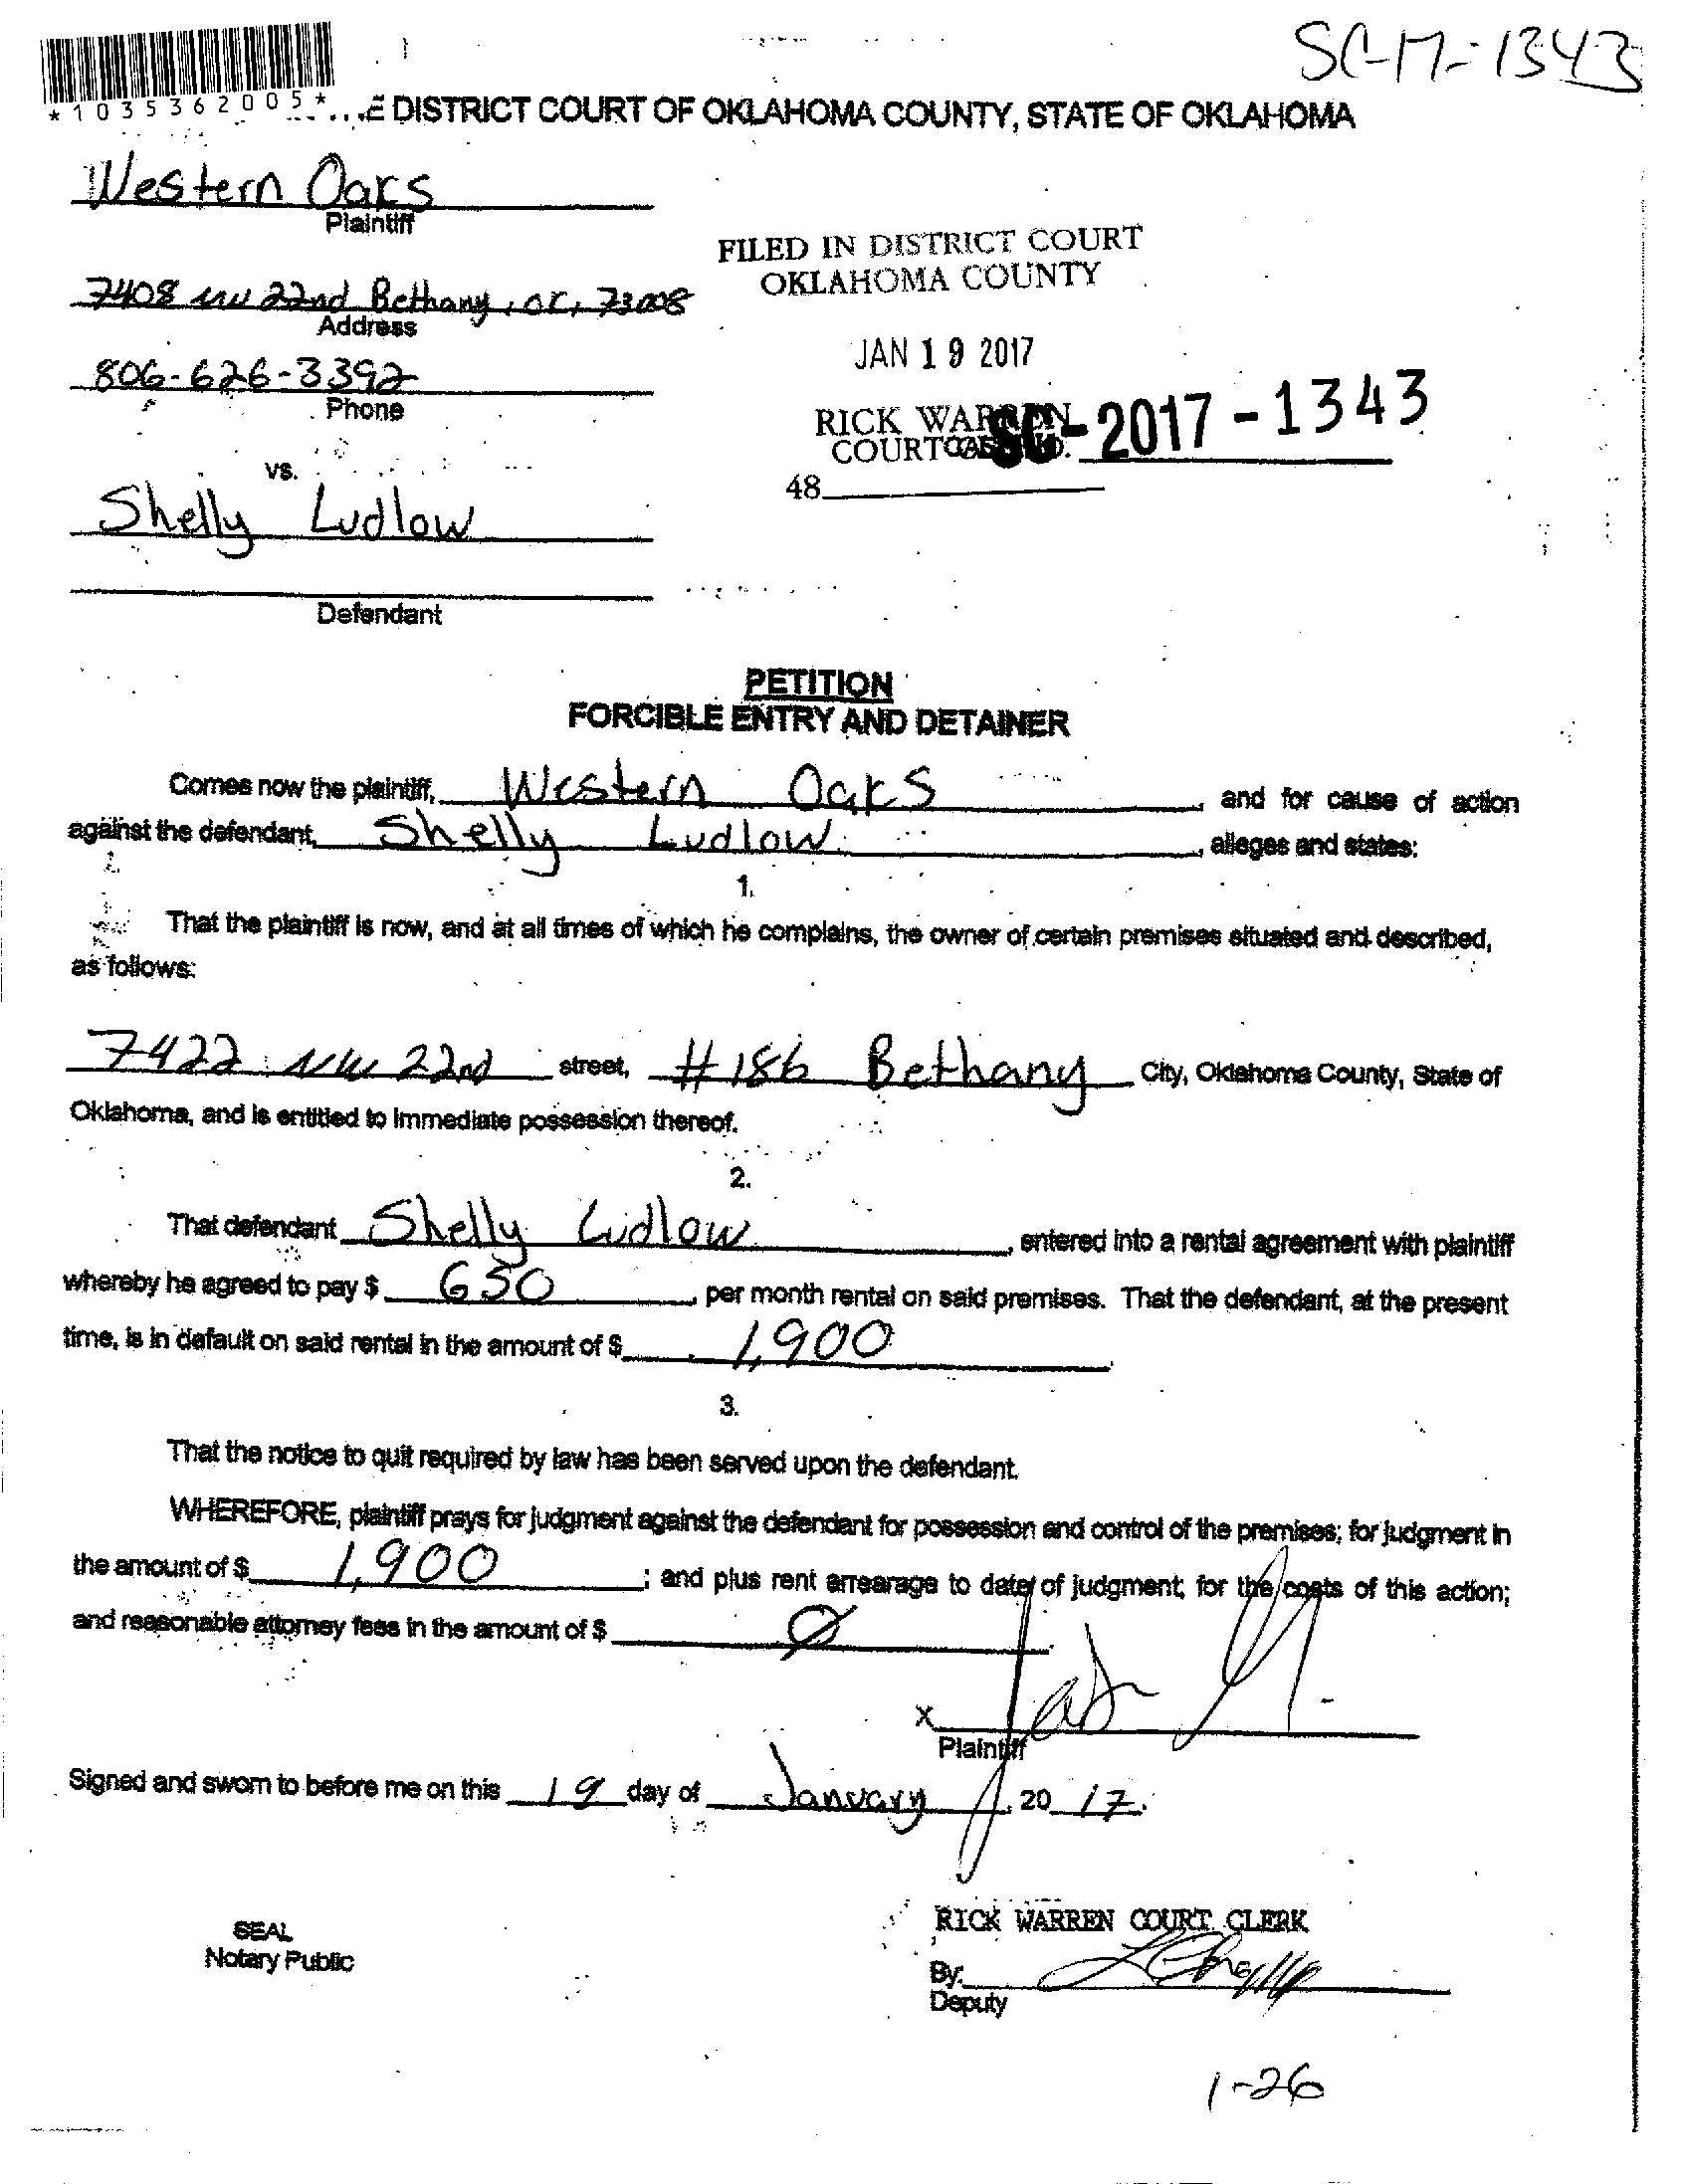 SC-17-1343
*1035362005*
E DISTRICT COURT OF OKLAHOMA COUNTY, STATE OF OKLAHOMA
Western Oaks
Plaintiff
FILED IN DISTRICT COURT
OKLAHOMA COUNTY
7408 NW 22nd Bethany, OK, 73008
Address
JAN 19 2017
806-626-3392
Phone
RICK WARREN
COURT
SC-2017-1343
48
vs.
Shelly Ludlow
Defendant
PETITION
FORCIBLE ENTRY AND DETAINER
Comes now the plaintiff, Western Oaks, and for cause of action
against the defendant, Shelly Ludlow, alleges and states:
1.
That the plaintiff is now, and at all times of which he complains, the owner of certain premises situated and described,
as follows:
7422 NW 22nd street, #186 Bethany City, Oklahoma County, State of
Oklahoma, and is entitled to immediate possession thereof.
2.
That defendant Shelly Ludlow, entered into a rental agreement with plaintiff
whereby he agreed to pay $ 650, per month rental on said premises. That the defendant, at the present
time, is in default on said rental in the amount of $ 1,900.
3.
That the notice to quit required by law has been served upon the defendant.
WHEREFORE, plaintiff prays for judgment against the defendant for possession and control of the premises; for judgment in
the amount of $ 1,900; and plus rent arrearage to date of judgment; for the costs of this action;
and reasonable attorney fees in the amount of $ Ø
X
Plaintiff
Signed and sworn to before me on this 19 day of January, 20 17.
RICK WARREN COURT CLERK
SEAL
Notary Public
By:
Deputy
1-26